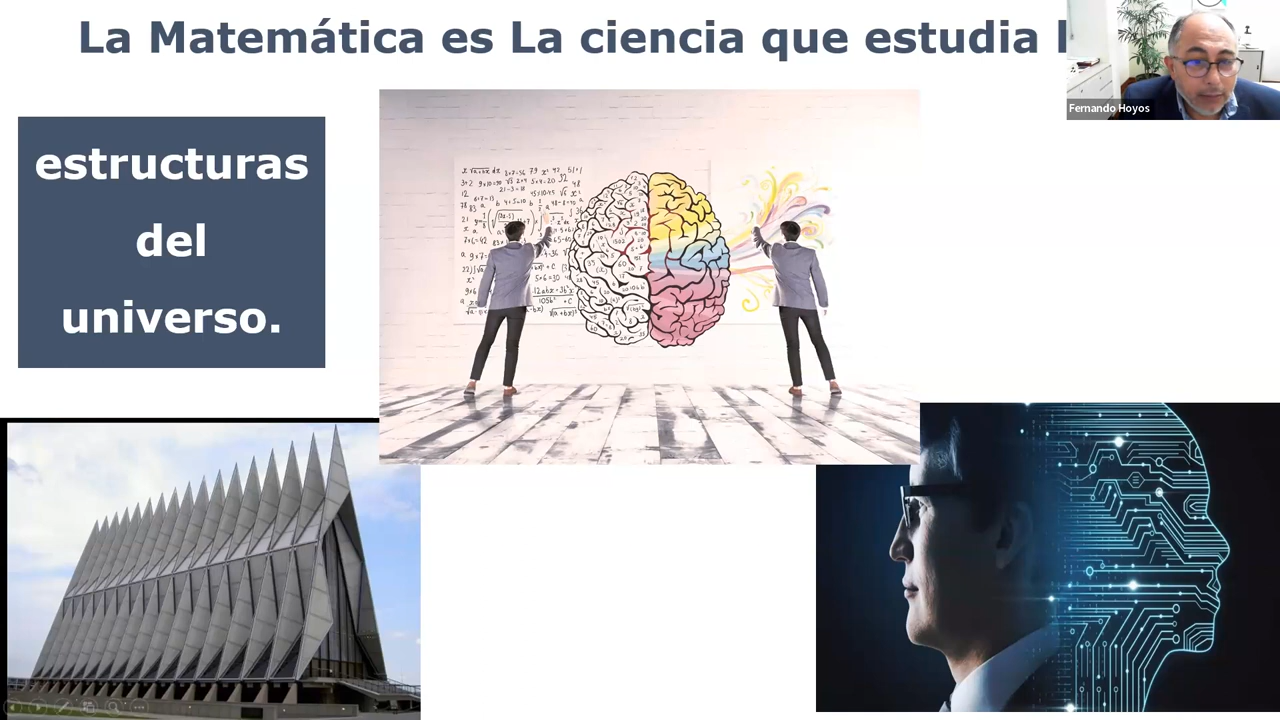 La Matemática es La ciencia que estudia l
Fernando Hoyos
estructuras
del
universo.